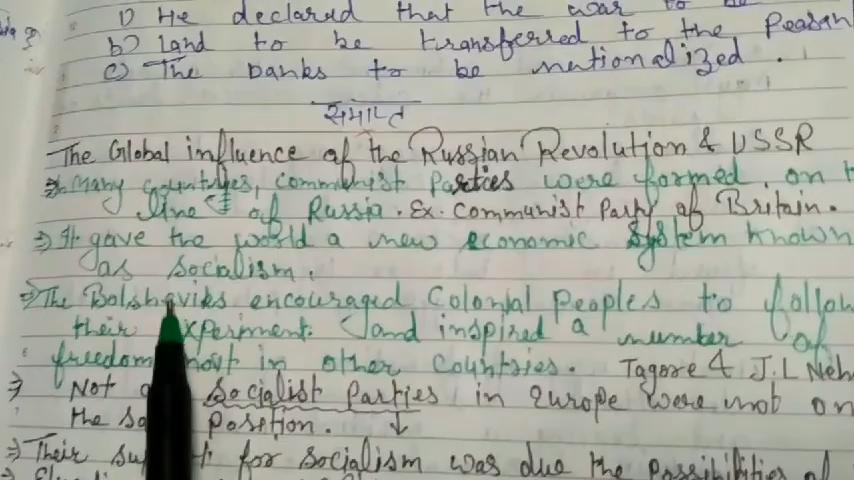 1) He declared that the war to be
b) Land to be transferred to the Peasan
c) The banks to be nationalized.
समाप्त
The Global influence of the Russian Revolution & USSR
⇒ Many countries, communist Parties were formed, on t
line of Russia. Ex. Communist Party of Britain.
⇒ It gave the world a new economic System known
as Socialism.
⇒ The Bolsheviks encouraged Colonial Peoples to follow
their experiment. and inspired a number of
freedom in other Countries. Tagore & J.L Neh
⇒ Not Socialist Parties in Europe were not on
the Position. ↓
⇒ Their for Socialism was due the Possibilities of